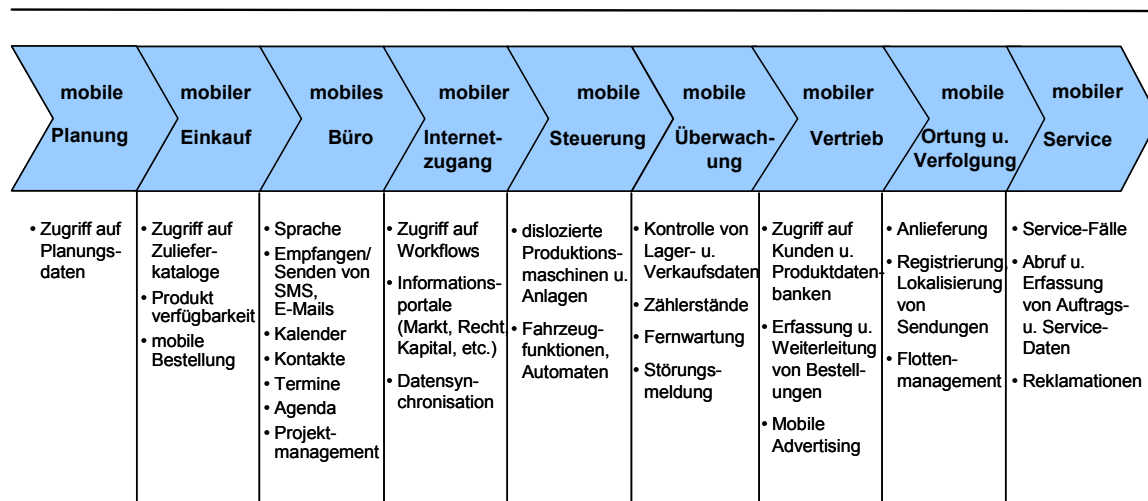 mobile
Planung
mobiler
Einkauf
mobiles
Büro
mobiler
Internet-
zugang
mobile
Steuerung
mobile
Überwach-
ung
mobiler
Vertrieb
mobile
Ortung u.
Verfolgung
mobiler
Service
• Zugriff auf
Planungs-
daten
• Zugriff auf
Zuliefer-
kataloge
• Produkt
verfügbarkeit
• mobile
Bestellung
• Sprache
• Empfangen/
Senden von
SMS,
E-Mails
• Kalender
• Kontakte
• Termine
• Agenda
• Projekt-
management
• Zugriff auf
Workflows
• Informations-
portale
(Markt, Recht,
Kapital, etc.)
• Datensyn-
chronisation
• dislozierte
Produktions-
maschinen u.
Anlagen
• Fahrzeug-
funktionen,
Automaten
• Kontrolle von
Lager- u.
Verkaufsdaten
• Zählerstände
• Fernwartung
• Störungs-
meldung
• Zugriff auf
Kunden u.
Produktdaten-
banken
• Erfassung u.
Weiterleitung
von Bestell-
ungen
• Mobile
Advertising
• Anlieferung
• Registrierung,
Lokalisierung
von
Sendungen
• Flotten-
management
• Service-Fälle
• Abruf u.
Erfassung
von Auftrags-
u. Service-
Daten
• Reklamationen